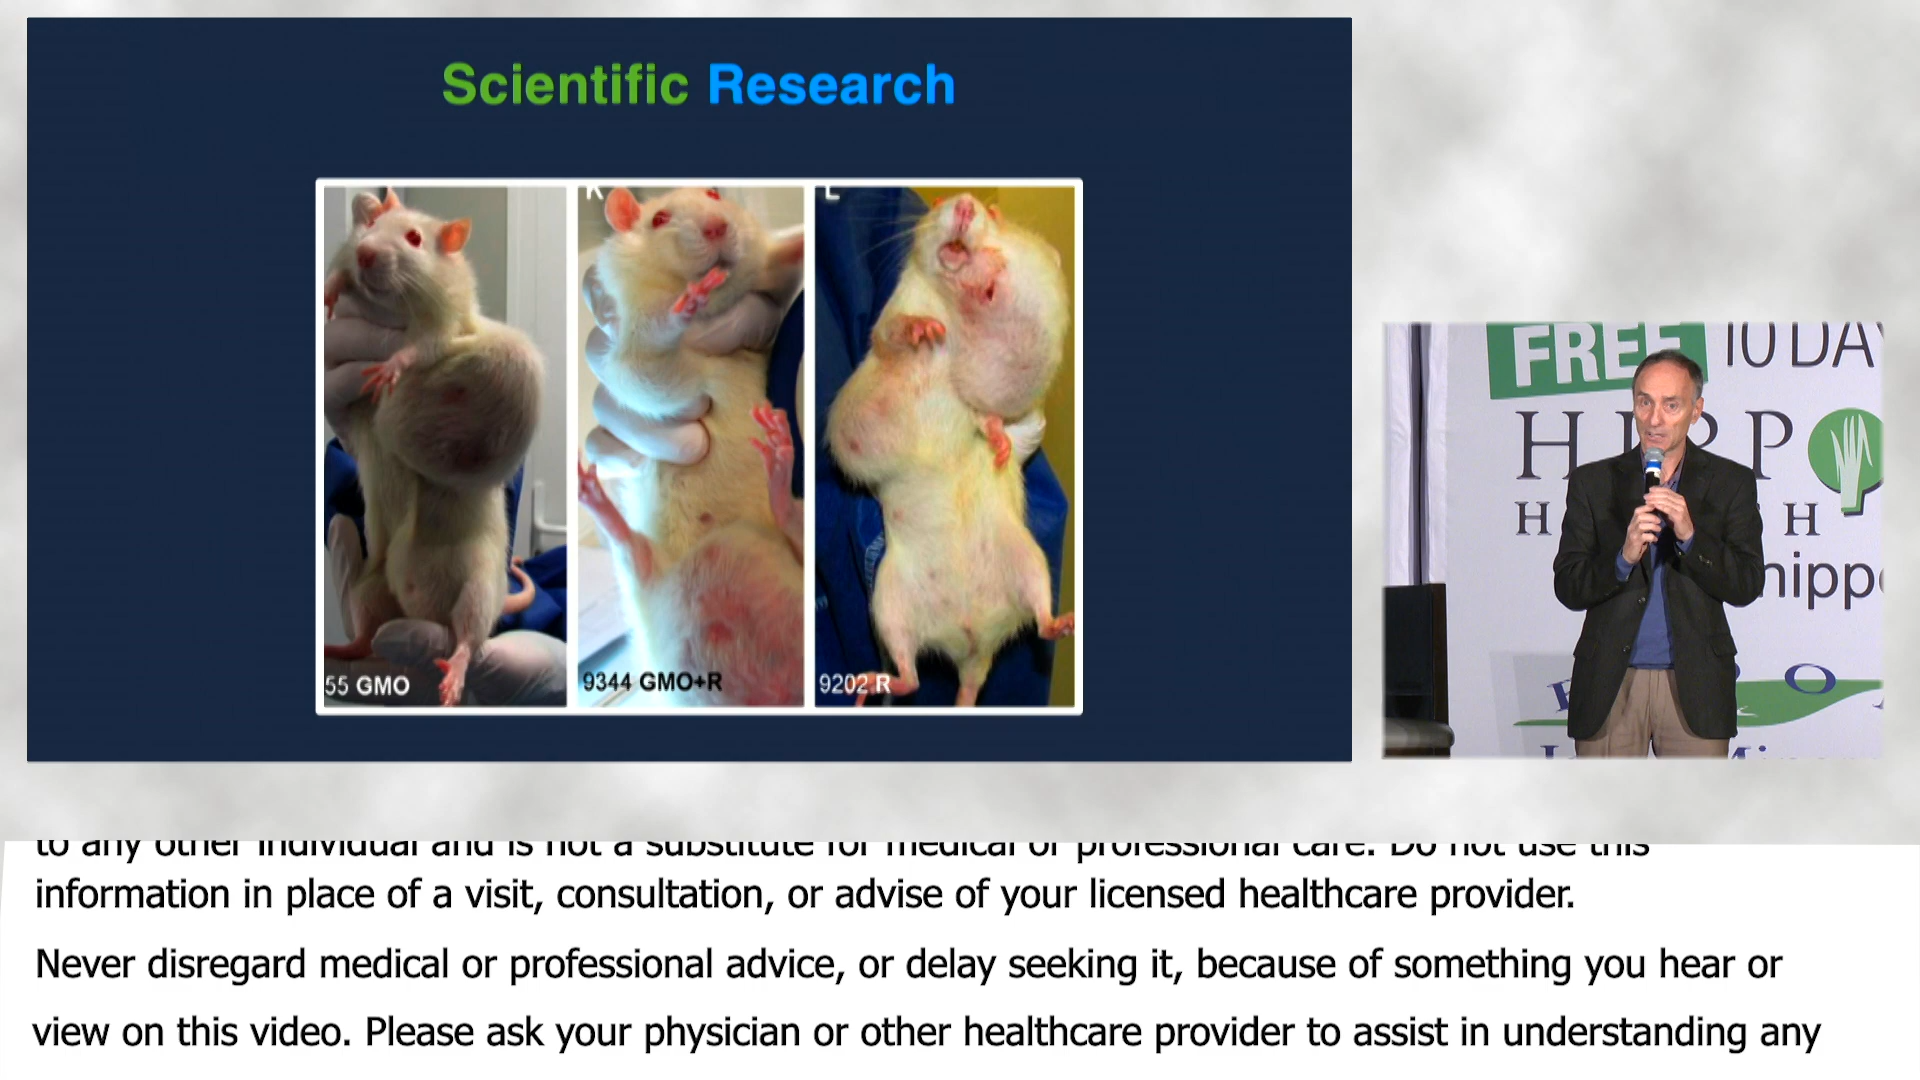 Scientific Research
K
L
55 GMO
9344 GMO+R
9202 R
FREE 10 DA
H PP
H H
hipp
to any other individual and is not a substitute for medical or professional care. Do not use this
information in place of a visit, consultation, or advise of your licensed healthcare provider.
Never disregard medical or professional advice, or delay seeking it, because of something you hear or
view on this video. Please ask your physician or other healthcare provider to assist in understanding any